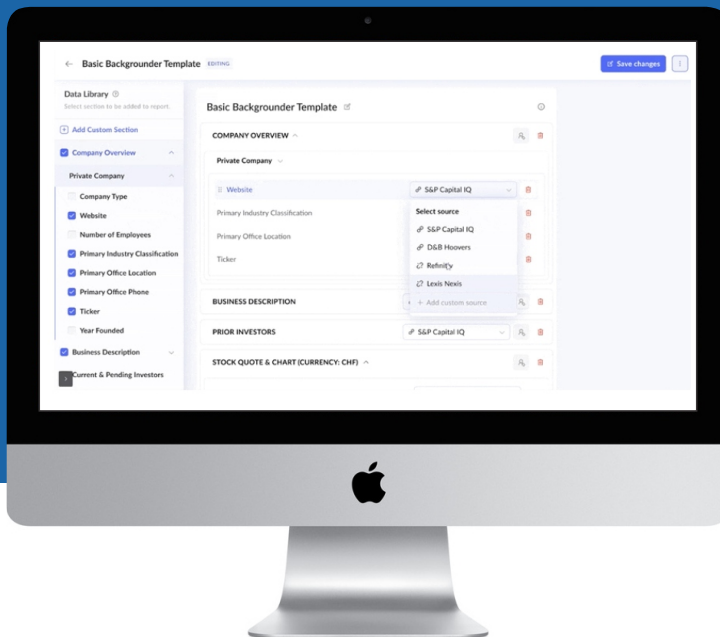 ← Basic Backgrounder Template EDITING
Save changes
Data Library
Select section to be added to report.
+ Add Custom Section
Company Overview
Private Company
Company Type
Website
Number of Employees
Primary Industry Classification
Primary Office Location
Primary Office Phone
Ticker
Year Founded
Business Description
Current & Pending Investors
Basic Backgrounder Template
COMPANY OVERVIEW
Private Company
Website
S&P Capital IQ
Primary Industry Classification
Primary Office Location
Ticker
Select source
S&P Capital IQ
D&B Hoovers
Refinitiv
Lexis Nexis
+ Add custom source
BUSINESS DESCRIPTION
PRIOR INVESTORS
S&P Capital IQ
STOCK QUOTE & CHART (CURRENCY: CHF)